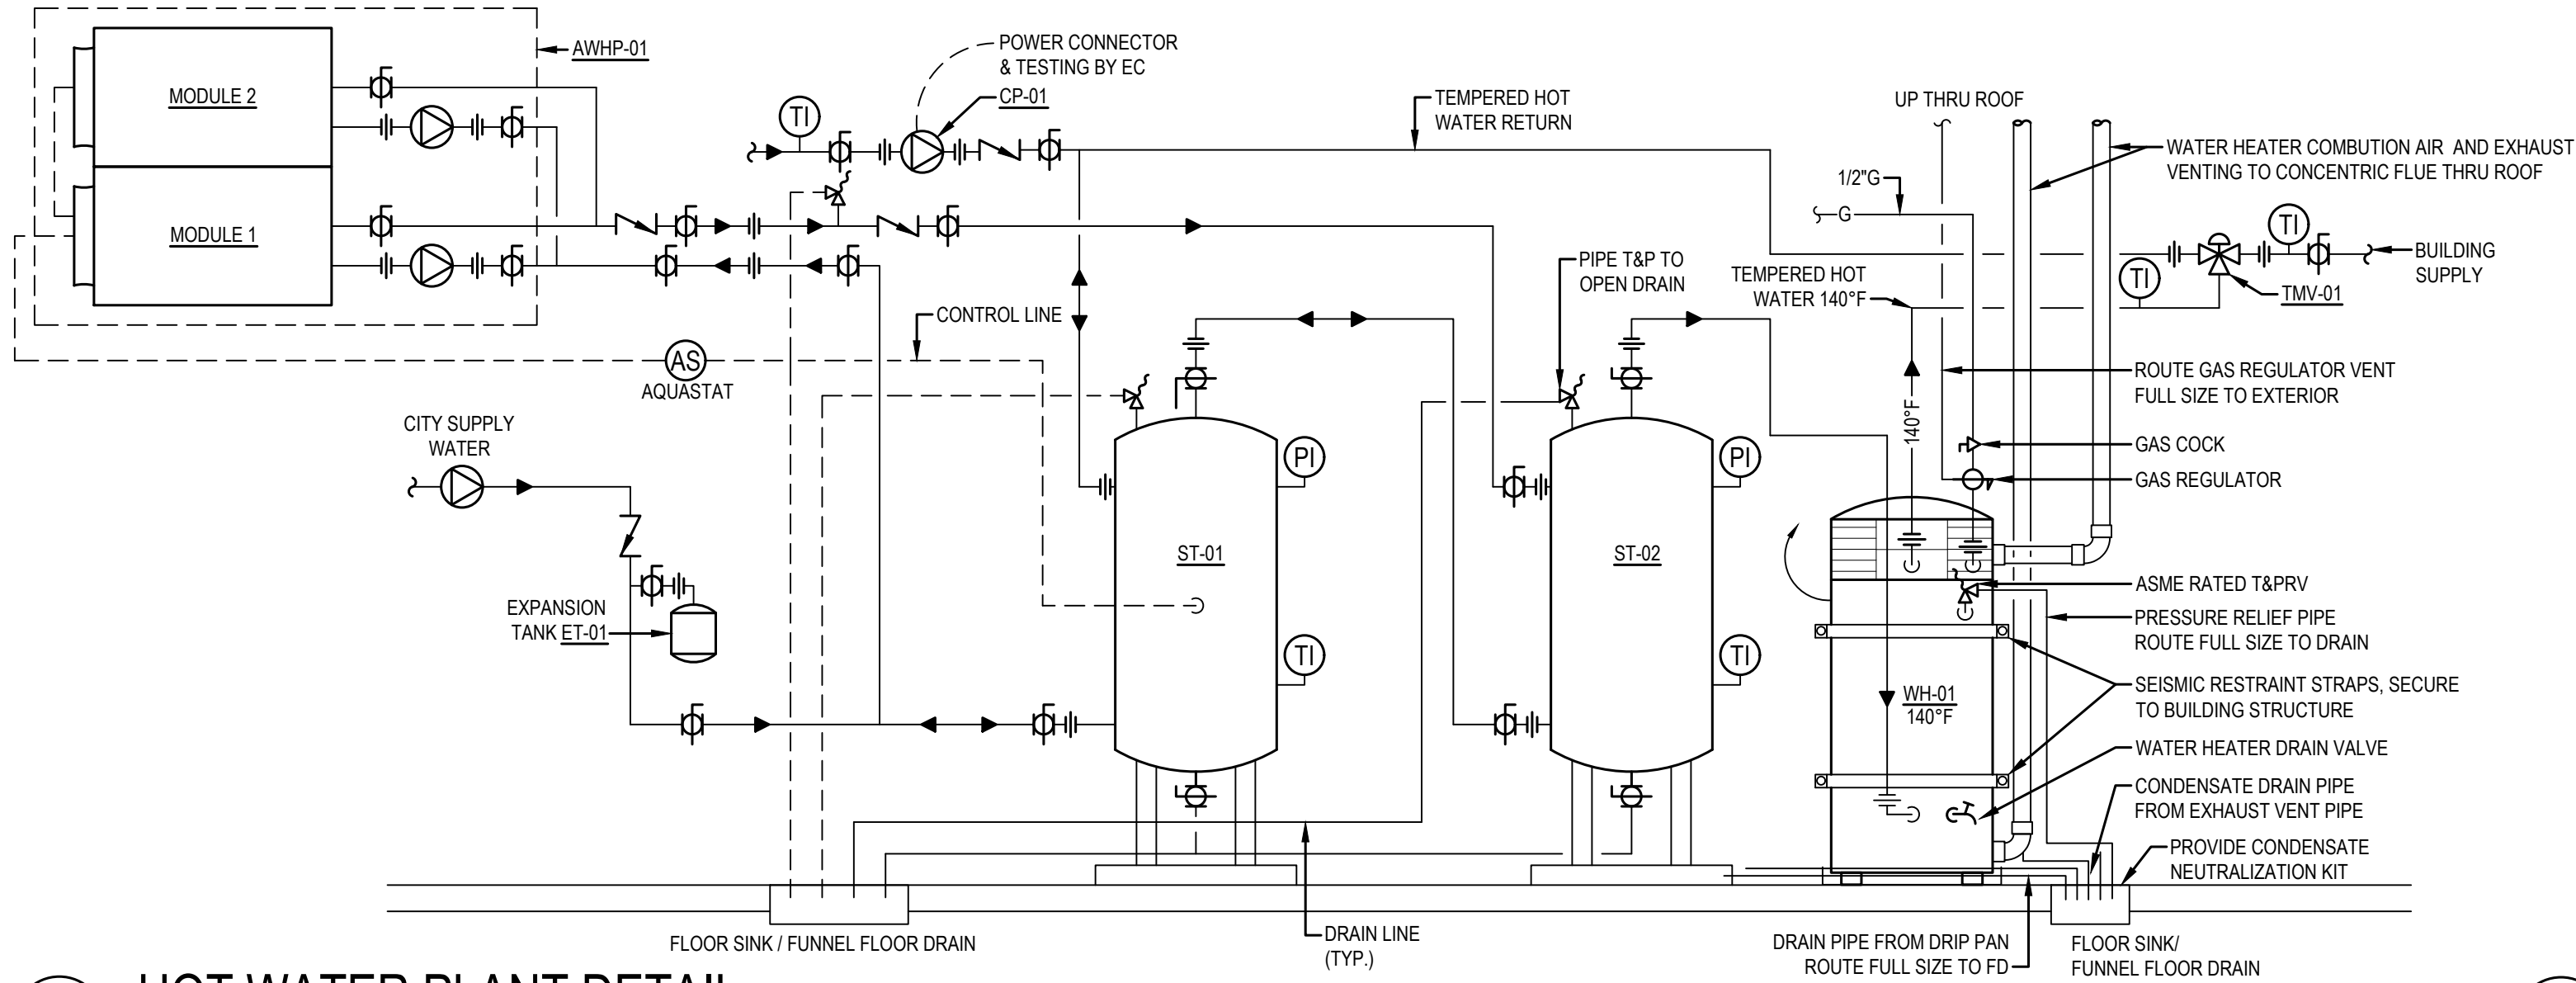 AWHP-01
MODULE 2
MODULE 1
POWER CONNECTOR
& TESTING BY EC
CP-01
TI
TEMPERED HOT
WATER RETURN
UP THRU ROOF
WATER HEATER COMBUTION AIR AND EXHAUST
VENTING TO CONCENTRIC FLUE THRU ROOF
1/2"G
G
TI
BUILDING
SUPPLY
TMV-01
TI
TEMPERED HOT
WATER 140°F
PIPE T&P TO
OPEN DRAIN
CONTROL LINE
AS
AQUASTAT
ROUTE GAS REGULATOR VENT
FULL SIZE TO EXTERIOR
140°F
GAS COCK
GAS REGULATOR
CITY SUPPLY
WATER
PI
PI
ST-01
ST-02
ASME RATED T&PRV
EXPANSION
TANK ET-01
PRESSURE RELIEF PIPE
ROUTE FULL SIZE TO DRAIN
TI
TI
WH-01
140°F
SEISMIC RESTRAINT STRAPS, SECURE
TO BUILDING STRUCTURE
WATER HEATER DRAIN VALVE
CONDENSATE DRAIN PIPE
FROM EXHAUST VENT PIPE
PROVIDE CONDENSATE
NEUTRALIZATION KIT
FLOOR SINK / FUNNEL FLOOR DRAIN
DRAIN LINE
(TYP.)
DRAIN PIPE FROM DRIP PAN
ROUTE FULL SIZE TO FD
FLOOR SINK/
FUNNEL FLOOR DRAIN
HOT WATER PLANT DETAIL